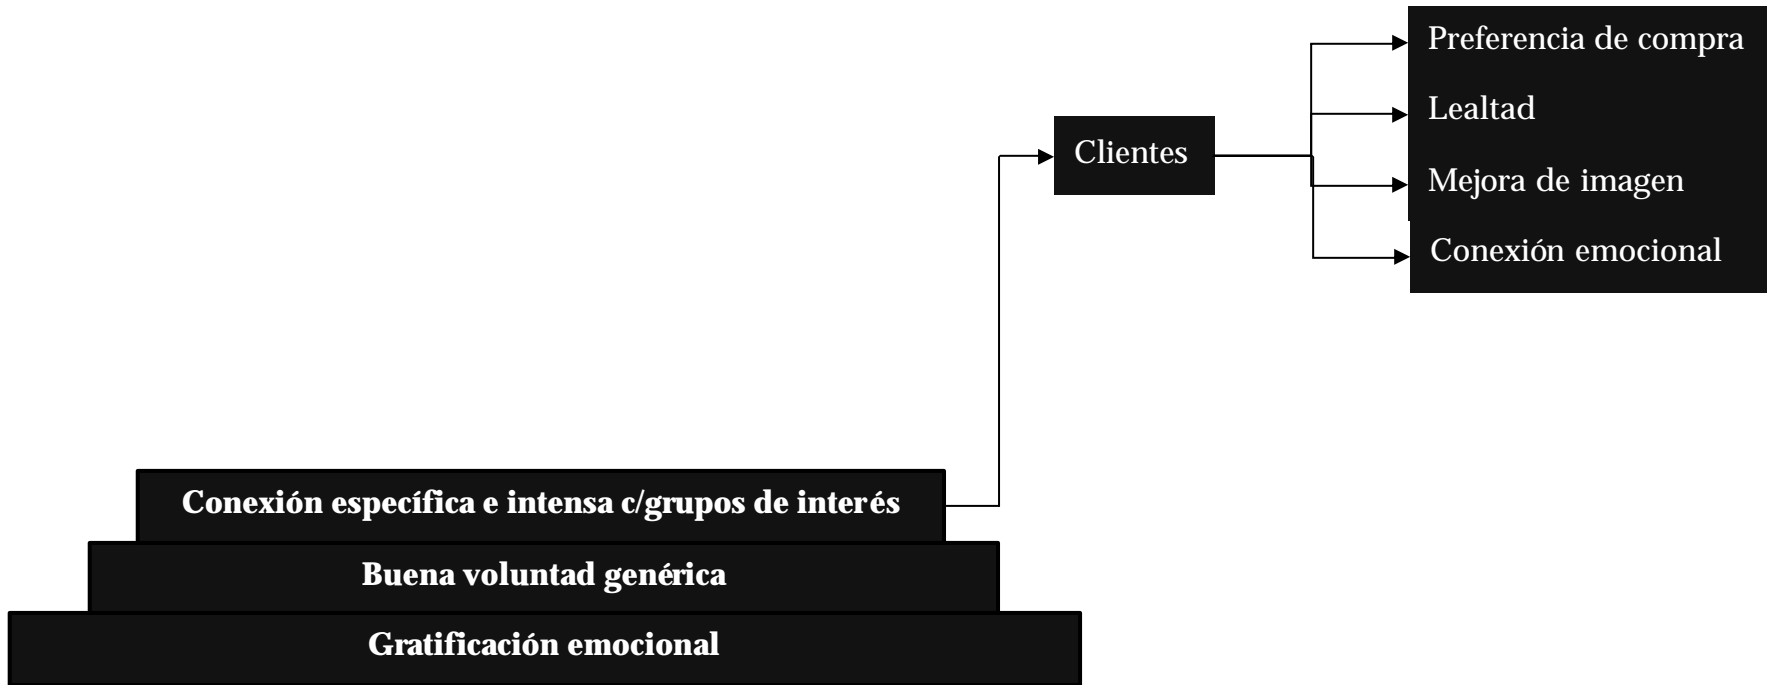 Preferencia de compra
Lealtad
Clientes
Mejora de imagen
Conexión emocional
Conexión específica e intensa c/grupos de interés
Buena voluntad genérica
Gratificación emocional